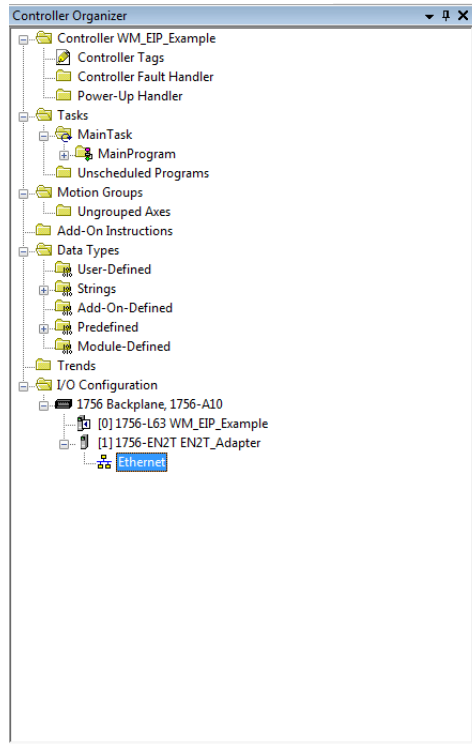 Controller Organizer
Controller WM_EIP_Example
Controller Tags
Controller Fault Handler
Power-Up Handler
Tasks
MainTask
MainProgram
Unscheduled Programs
Motion Groups
Ungrouped Axes
Add-On Instructions
Data Types
User-Defined
Strings
Add-On-Defined
Predefined
Module-Defined
Trends
I/O Configuration
1756 Backplane, 1756-A10
[0] 1756-L63 WM_EIP_Example
[1] 1756-EN2T EN2T_Adapter
Ethernet